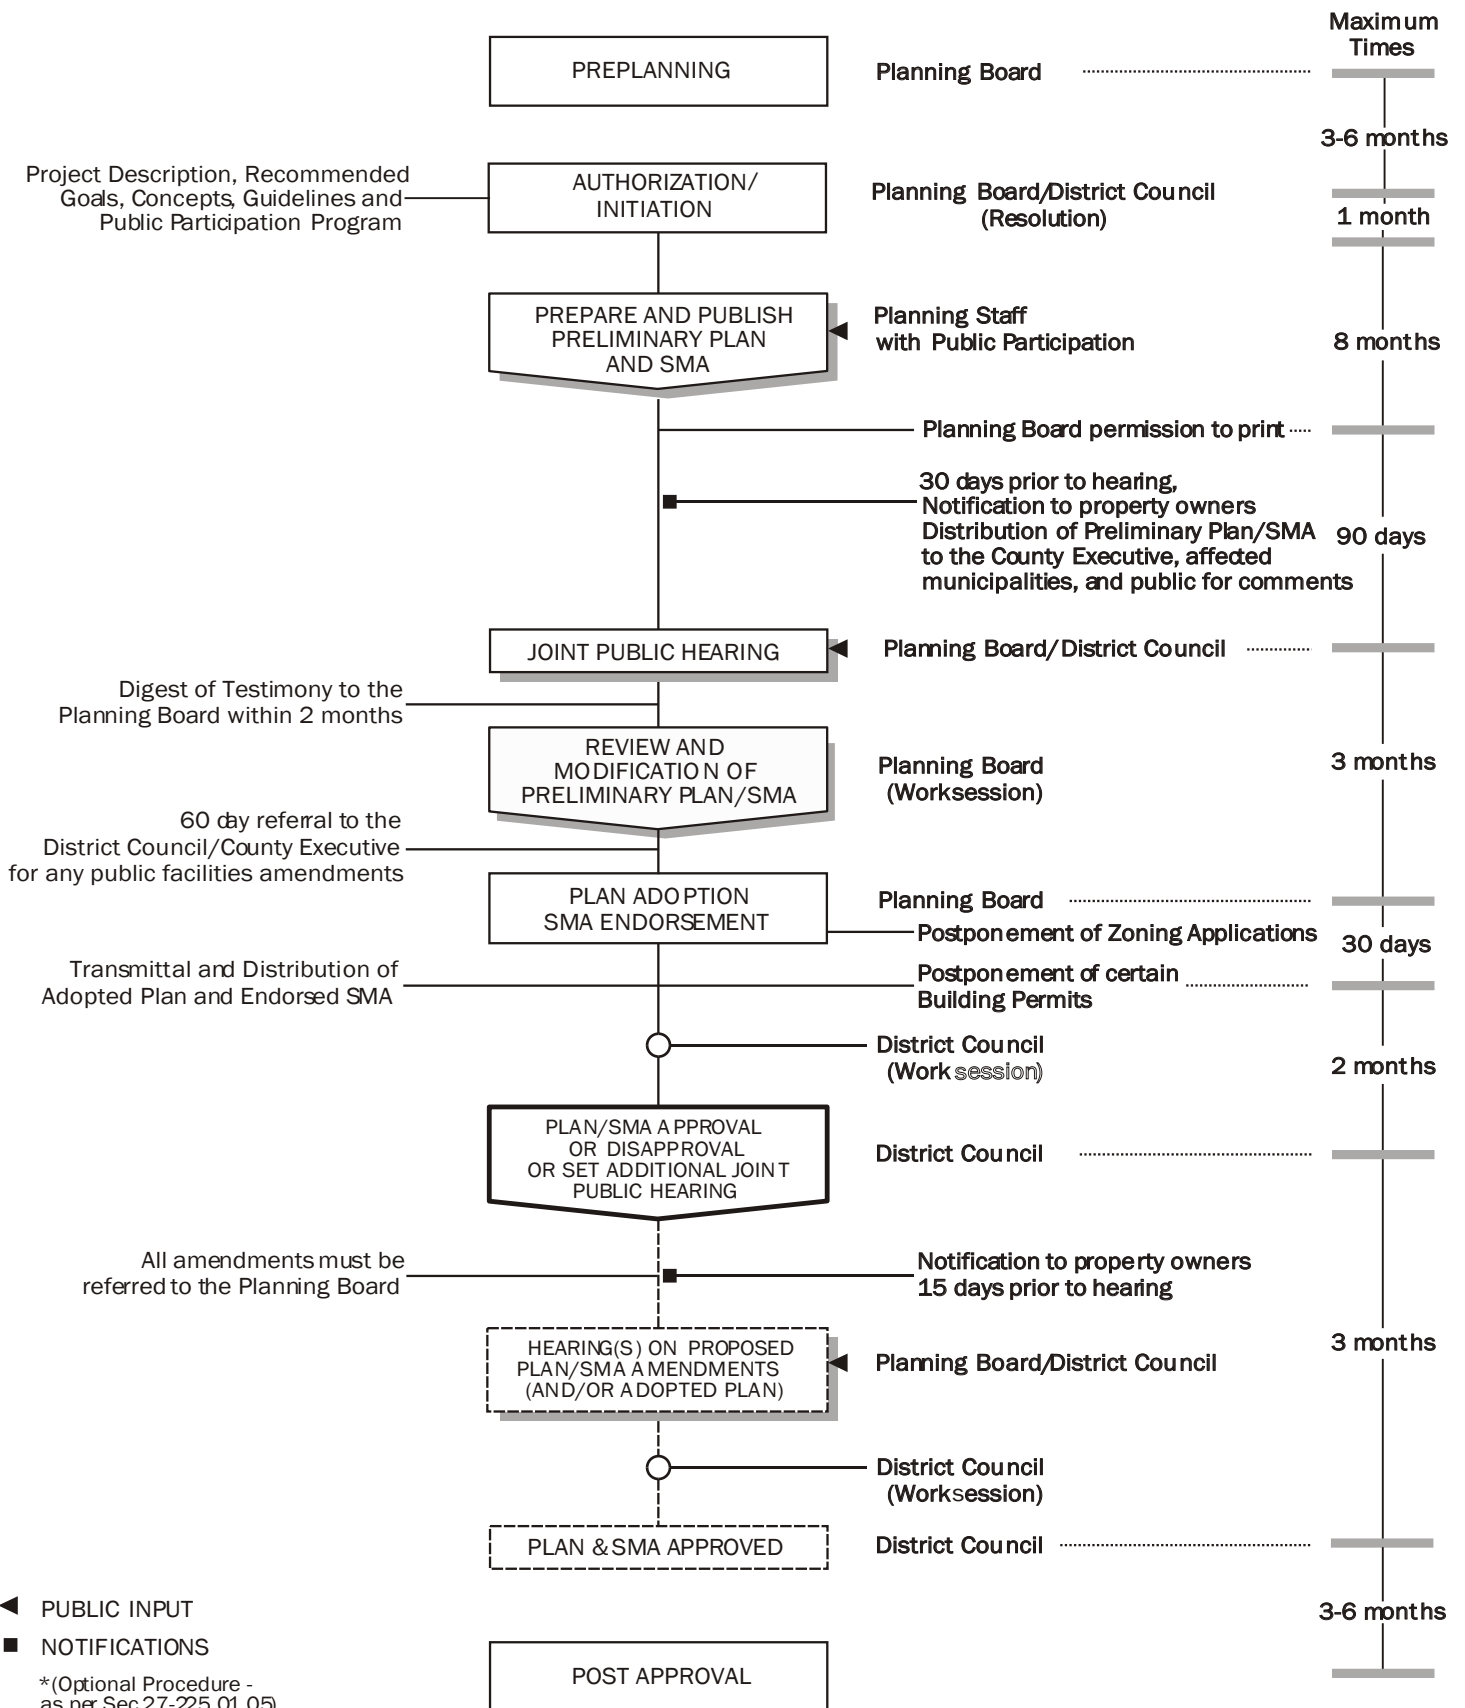 Maximum
Times
PREPLANNING
Planning Board
3-6 months
Project Description, Recommended
Goals, Concepts, Guidelines and
Public Participation Program
AUTHORIZATION/
INITIATION
Planning Board/District Council
(Resolution)
1 month
PREPARE AND PUBLISH
PRELIMINARY PLAN
AND SMA
Planning Staff
with Public Participation
8 months
Planning Board permission to print
30 days prior to hearing,
Notification to property owners
Distribution of Preliminary Plan/SMA
to the County Executive, affected
municipalities, and public for comments
90 days
JOINT PUBLIC HEARING
Planning Board/District Council
Digest of Testimony to the
Planning Board within 2 months
REVIEW AND
MODIFICATION OF
PRELIMINARY PLAN/SMA
Planning Board
(Worksession)
3 months
60 day referral to the
District Council/County Executive
for any public facilities amendments
PLAN ADOPTION
SMA ENDORSEMENT
Planning Board
Postponement of Zoning Applications
30 days
Transmittal and Distribution of
Adopted Plan and Endorsed SMA
Postponement of certain
Building Permits
District Council
(Work session)
2 months
PLAN/SMA APPROVAL
OR DISAPPROVAL
OR SET ADDITIONAL JOINT
PUBLIC HEARING
District Council
All amendments must be
referred to the Planning Board
Notification to property owners
15 days prior to hearing
HEARING(S) ON PROPOSED
PLAN/SMA AMENDMENTS
(AND/OR ADOPTED PLAN)
Planning Board/District Council
3 months
District Council
(Worksession)
PLAN & SMA APPROVED
District Council
3-6 months
PUBLIC INPUT
NOTIFICATIONS
*(Optional Procedure -
as per Sec 27-225.01.05)
POST APPROVAL